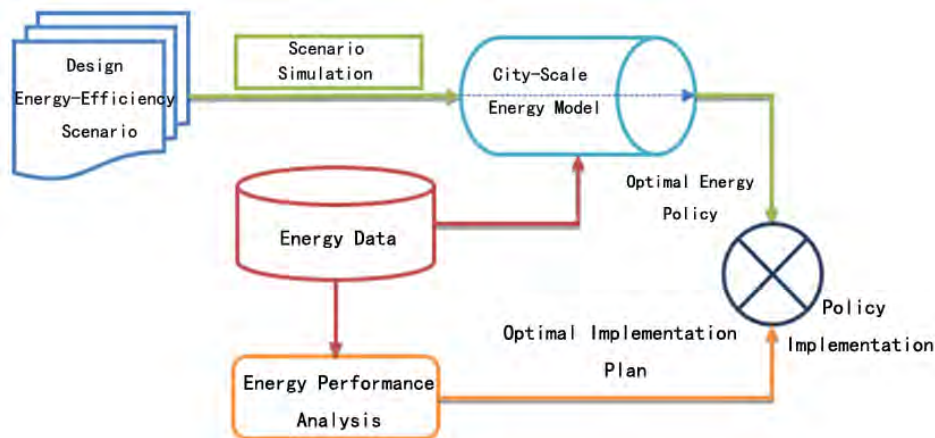 Design
Energy-Efficiency
Scenario
Scenario
Simulation
City-Scale
Energy Model
Optimal Energy
Policy
Energy Data
Policy
Implementation
Optimal Implementation
Plan
Energy Performance
Analysis